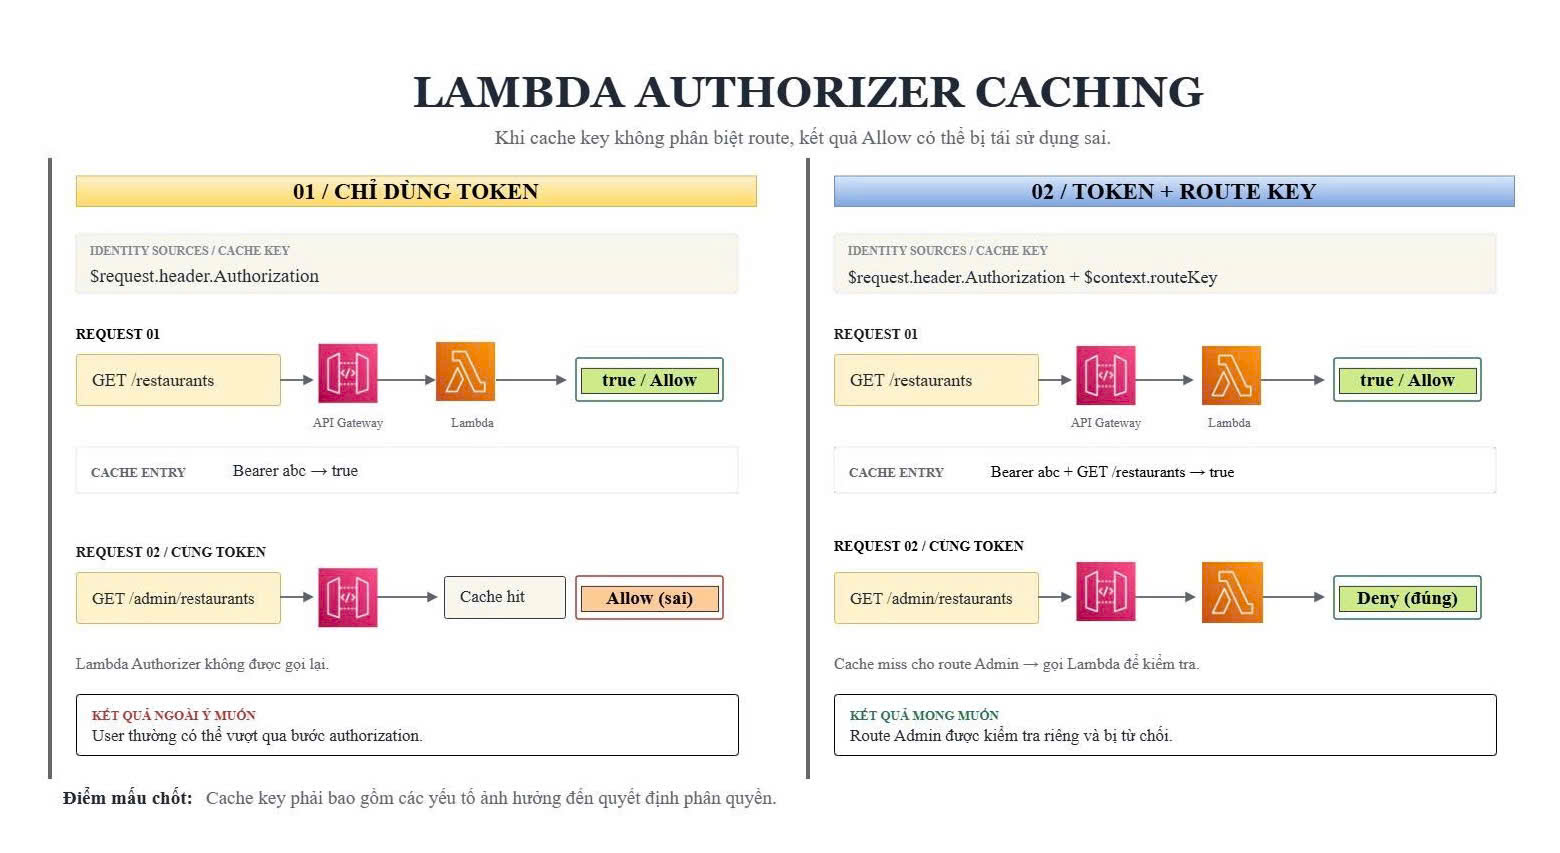 LAMBDA AUTHORIZER CACHING
Khi cache key không phân biệt route, kết quả Allow có thể bị tái sử dụng sai.
01 / CHỈ DÙNG TOKEN
IDENTITY SOURCES / CACHE KEY
$request.header.Authorization
REQUEST 01
GET /restaurants
true / Allow
API Gateway
Lambda
CACHE ENTRY
Bearer abc → true
REQUEST 02 / CÙNG TOKEN
GET /admin/restaurants
Cache hit
Allow (sai)
Lambda Authorizer không được gọi lại.
KẾT QUẢ NGOÀI Ý MUỐN
User thường có thể vượt qua bước authorization.
02 / TOKEN + ROUTE KEY
IDENTITY SOURCES / CACHE KEY
$request.header.Authorization + $context.routeKey
REQUEST 01
GET /restaurants
true / Allow
API Gateway
Lambda
CACHE ENTRY
Bearer abc + GET /restaurants → true
REQUEST 02 / CÙNG TOKEN
GET /admin/restaurants
Deny (đúng)
Cache miss cho route Admin → gọi Lambda để kiểm tra.
KẾT QUẢ MONG MUỐN
Route Admin được kiểm tra riêng và bị từ chối.
Điểm mấu chốt: Cache key phải bao gồm các yếu tố ảnh hưởng đến quyết định phân quyền.